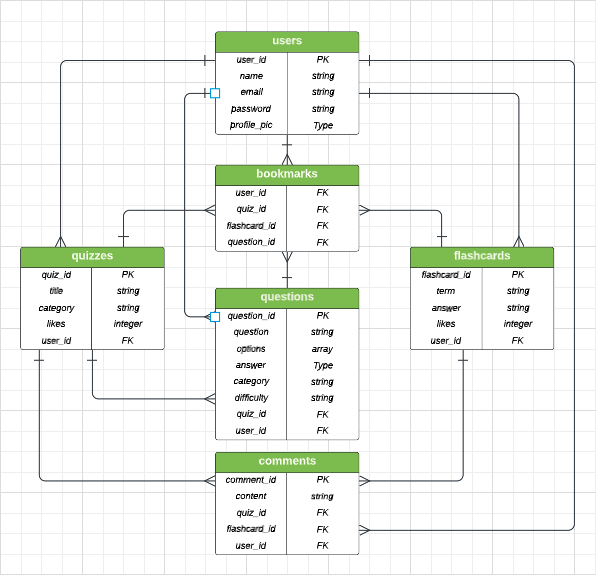 users
user_id PK
name string
email string
password string
profile_pic Type
bookmarks
user_id FK
quiz_id FK
flashcard_id FK
question_id FK
quizzes
quiz_id PK
title string
category string
likes integer
user_id FK
flashcards
flashcard_id PK
term string
answer string
likes integer
user_id FK
questions
question_id PK
question string
options array
answer Type
category string
difficulty string
quiz_id FK
user_id FK
comments
comment_id PK
content string
quiz_id FK
flashcard_id FK
user_id FK